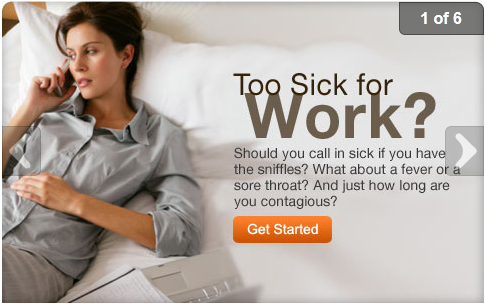 1 of 6
Too Sick for
Work?
Should you call in sick if you have
the sniffles? What about a fever or a
sore throat? And just how long are
you contagious?
Get Started